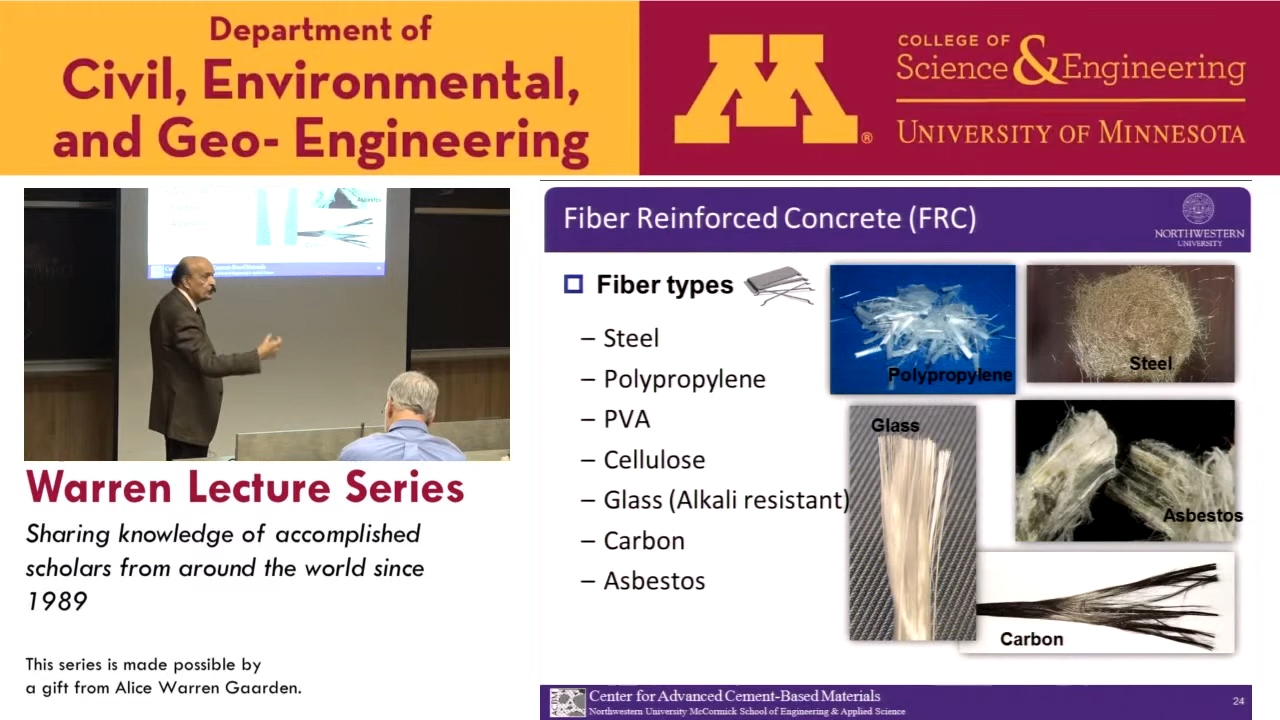 Department of
Civil, Environmental,
and Geo- Engineering
M®
COLLEGE OF
Science & Engineering
UNIVERSITY OF MINNESOTA
Asbestos
Warren Lecture Series
Sharing knowledge of accomplished
scholars from around the world since
1989
This series is made possible by
a gift from Alice Warren Gaarden.
Fiber Reinforced Concrete (FRC)
NORTHWESTERN
UNIVERSITY
Fiber types
– Steel
– Polypropylene
– PVA
– Cellulose
– Glass (Alkali resistant)
– Carbon
– Asbestos
Polypropylene
Steel
Glass
Asbestos
Carbon
Center for Advanced Cement-Based Materials
Northwestern University McCormick School of Engineering & Applied Science
24